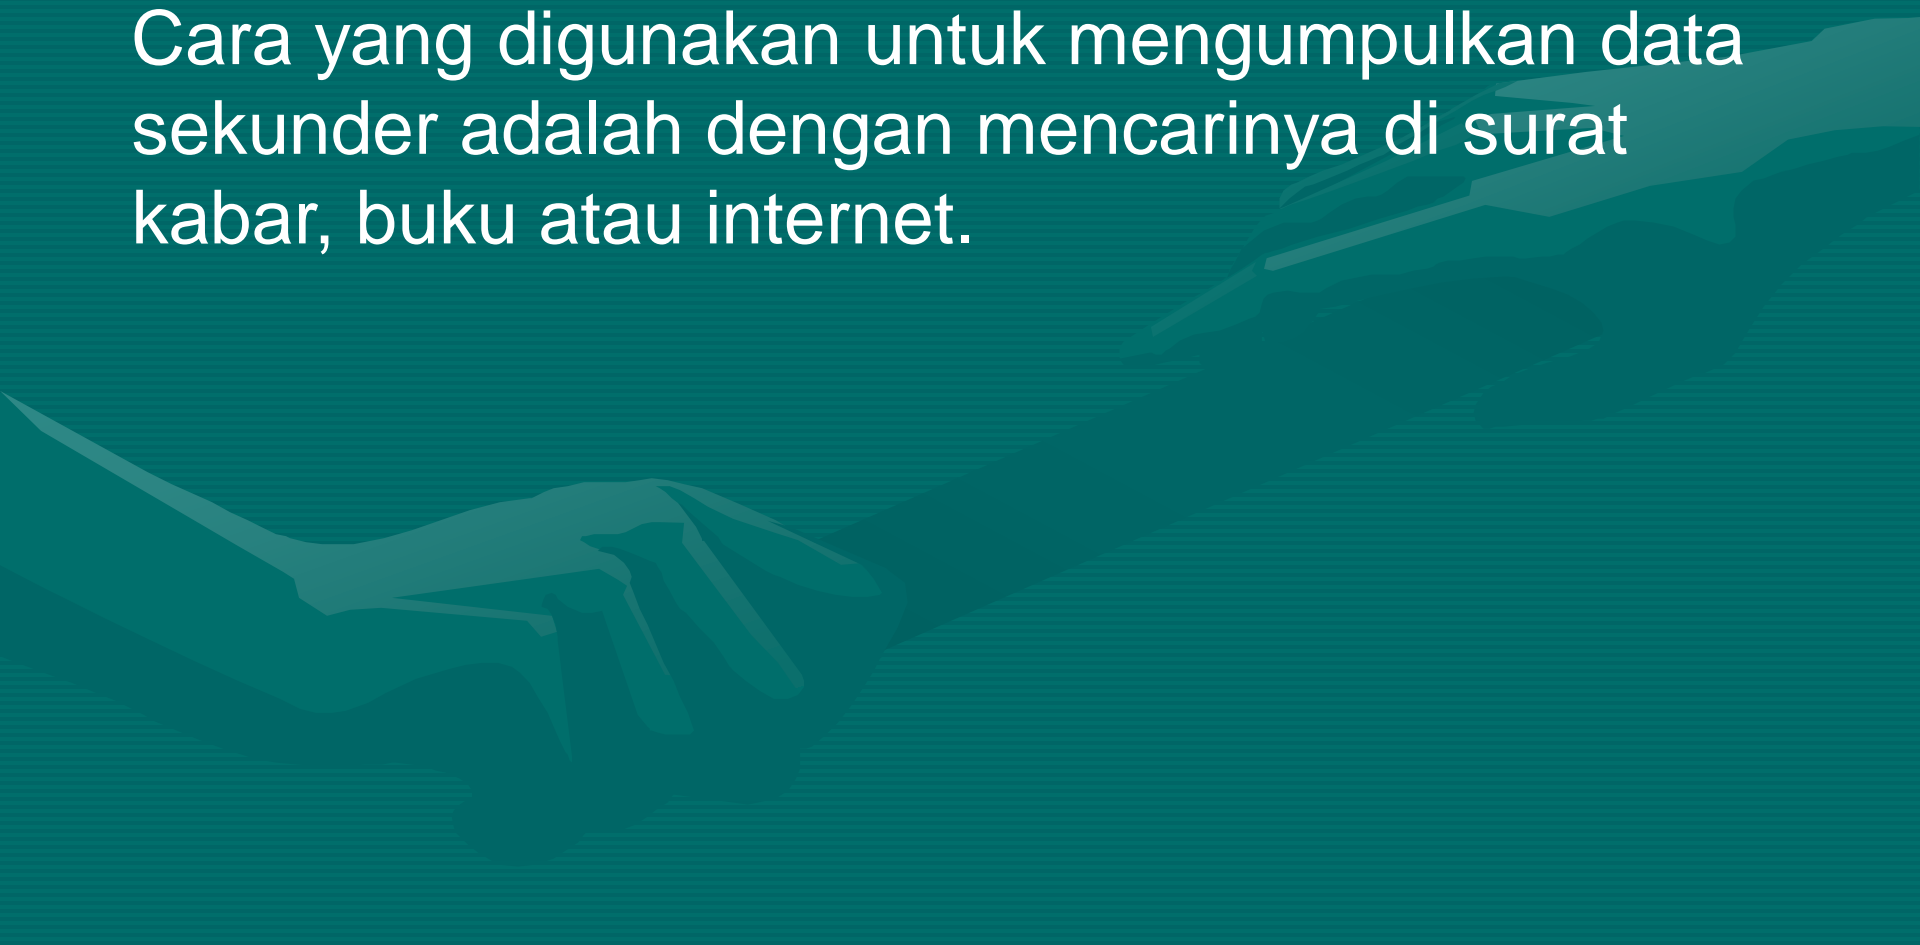 Cara yang digunakan untuk mengumpulkan data
sekunder adalah dengan mencarinya di surat
kabar, buku atau internet.